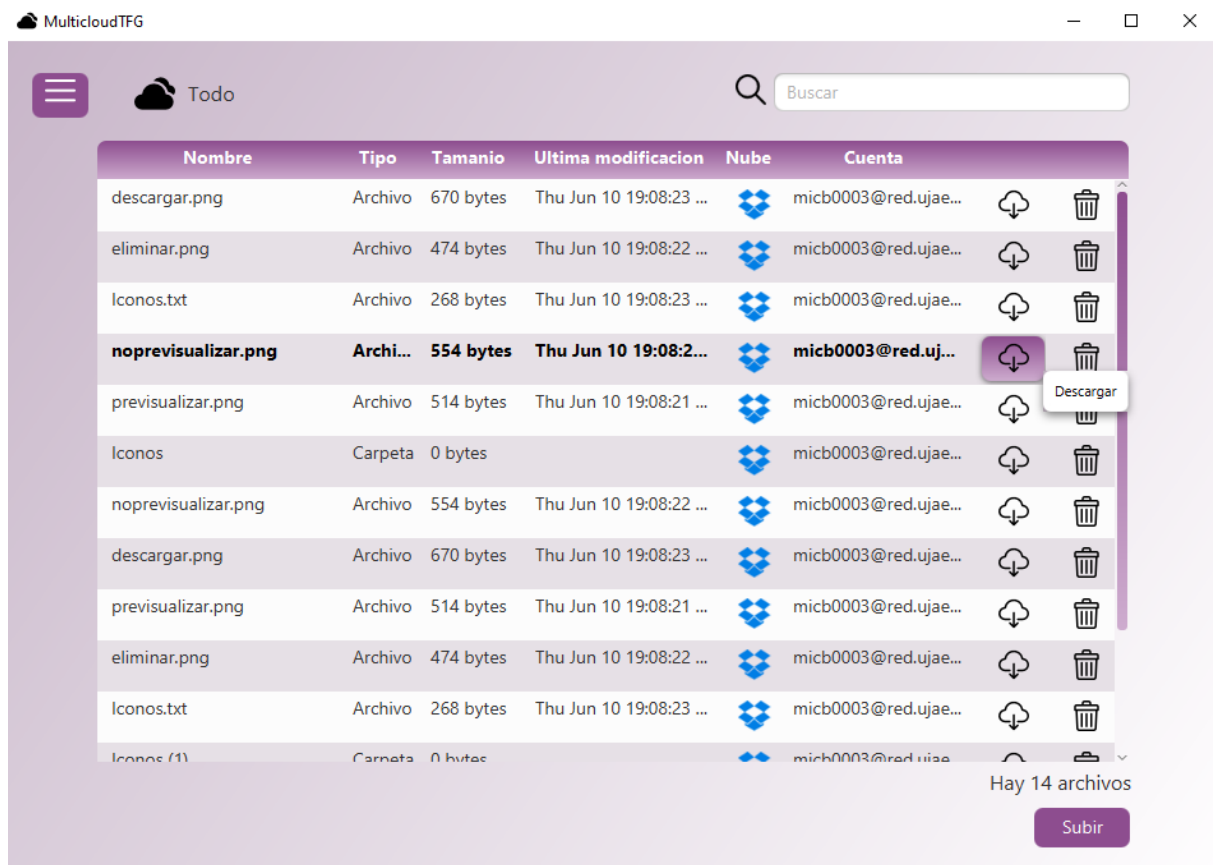 MulticloudTFG
Todo
Buscar
Nombre Tipo Tamanio Ultima modificacion Nube Cuenta
descargar.png Archivo 670 bytes Thu Jun 10 19:08:23 ... micb0003@red.ujae...
eliminar.png Archivo 474 bytes Thu Jun 10 19:08:22 ... micb0003@red.ujae...
Iconos.txt Archivo 268 bytes Thu Jun 10 19:08:23 ... micb0003@red.ujae...
noprevisualizar.png Archi... 554 bytes Thu Jun 10 19:08:2... micb0003@red.uj...
Descargar
previsualizar.png Archivo 514 bytes Thu Jun 10 19:08:21 ... micb0003@red.ujae...
Iconos Carpeta 0 bytes micb0003@red.ujae...
noprevisualizar.png Archivo 554 bytes Thu Jun 10 19:08:22 ... micb0003@red.ujae...
descargar.png Archivo 670 bytes Thu Jun 10 19:08:23 ... micb0003@red.ujae...
previsualizar.png Archivo 514 bytes Thu Jun 10 19:08:21 ... micb0003@red.ujae...
eliminar.png Archivo 474 bytes Thu Jun 10 19:08:22 ... micb0003@red.ujae...
Iconos.txt Archivo 268 bytes Thu Jun 10 19:08:23 ... micb0003@red.ujae...
Iconos (1) Carpeta 0 bytes micb0003@red.ujae...
Hay 14 archivos
Subir